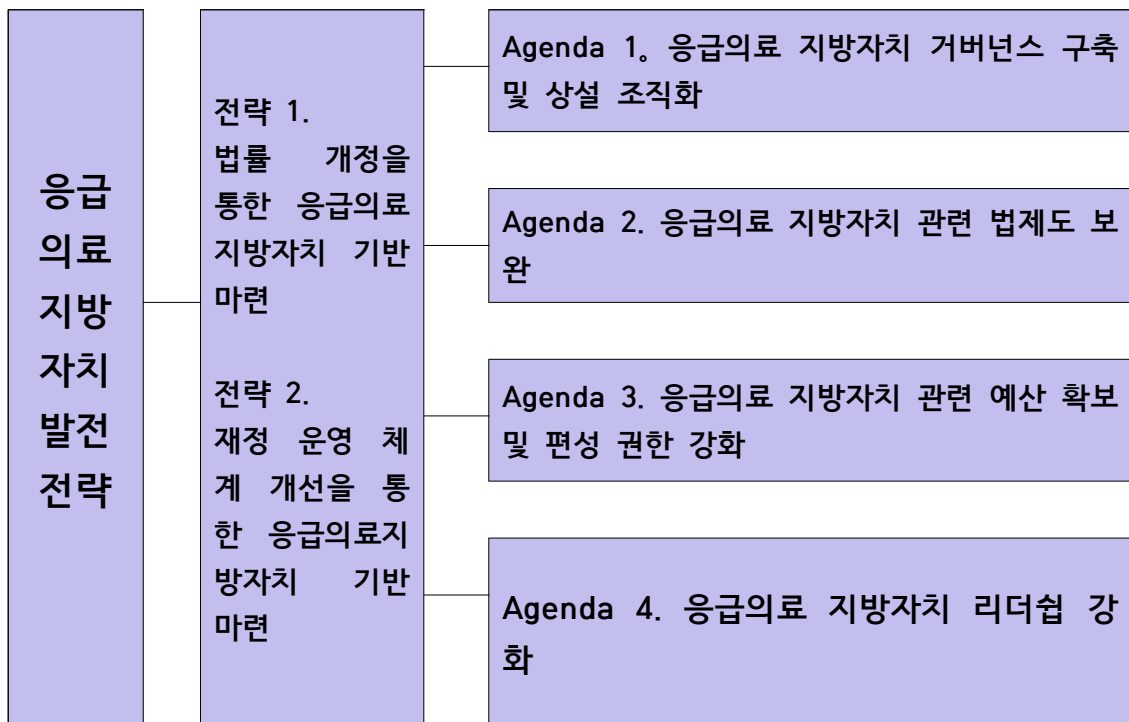 응급
의료
지방
자치
발전
전략
전략 1.
법률 개정을
통한 응급의료
지방자치 기반
마련
전략 2.
재정 운영 체
계 개선을 통
한 응급의료지
방자치 기반
마련
Agenda 1。 응급의료 지방자치 거버넌스 구축
및 상설 조직화
Agenda 2. 응급의료 지방자치 관련 법제도 보
완
Agenda 3. 응급의료 지방자치 관련 예산 확보
및 편성 권한 강화
Agenda 4. 응급의료 지방자치 리더쉽 강
화